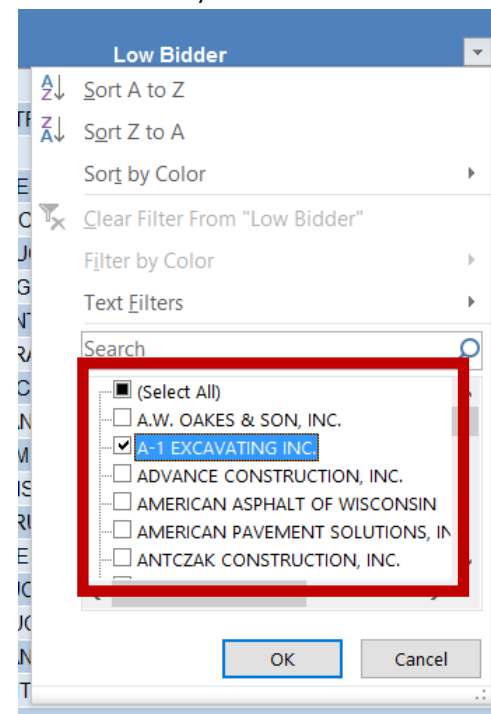 Low Bidder
Sort A to Z
Sort Z to A
Sort by Color
Clear Filter From "Low Bidder"
Filter by Color
Text Filters
Search
(Select All)
A.W. OAKES & SON, INC.
A-1 EXCAVATING INC.
ADVANCE CONSTRUCTION, INC.
AMERICAN ASPHALT OF WISCONSIN
AMERICAN PAVEMENT SOLUTIONS, IN
ANTCZAK CONSTRUCTION, INC.
OK Cancel